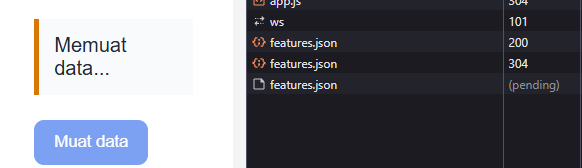 Memuat
data...
Muat data
app.js 304
ws 101
features.json 200
features.json 304
features.json (pending)